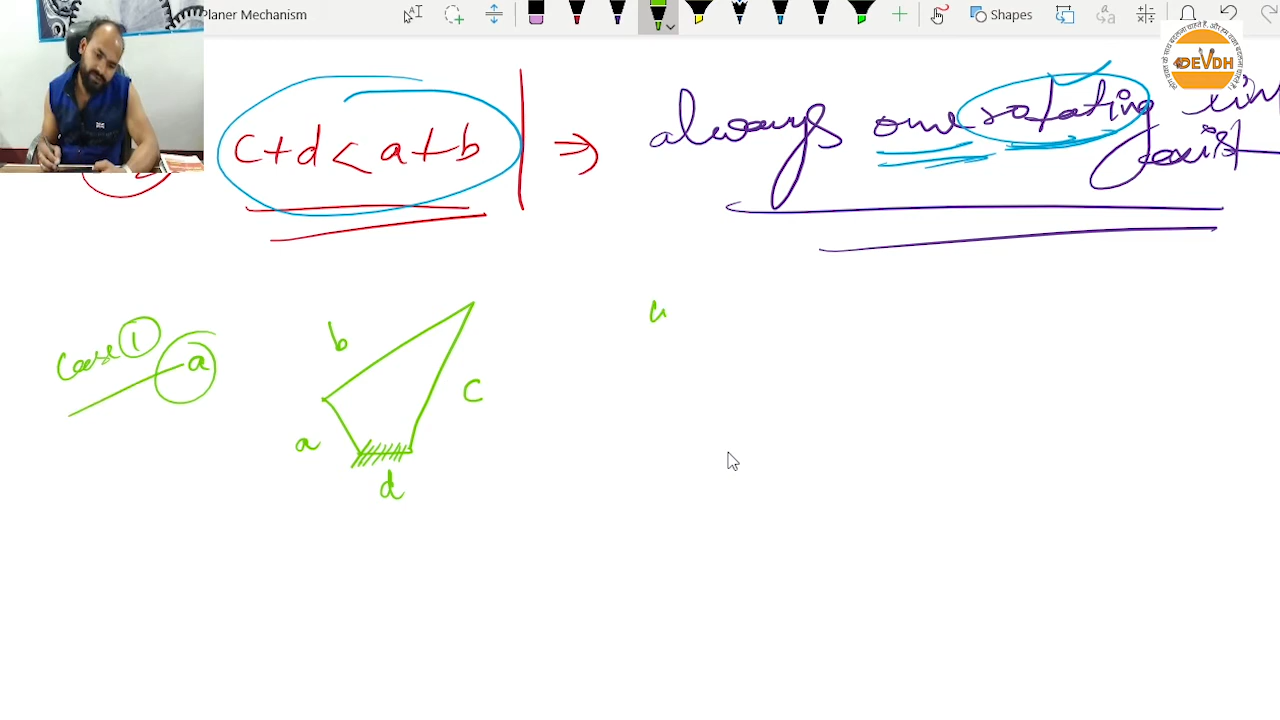 Planer Mechanism
Shapes
DEVDH
c+d < a+b | ⇒ always one rotating link
exist
Case ① a
b
c
a
d